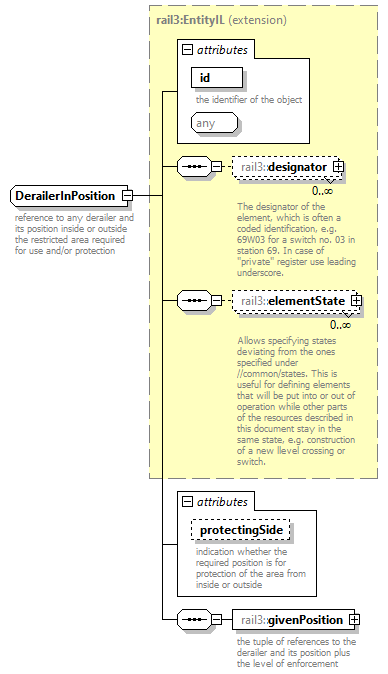 rail3:EntityIL (extension)
attributes
id
the identifier of the object
any
rail3::designator
0..∞
The designator of the
element, which is often a
coded identification, e.g.
69W03 for a switch no. 03 in
station 69. In case of
"private" register use leading
underscore.
DerailerInPosition
reference to any derailer and
its position inside or outside
the restricted area required
for use and/or protection
rail3::elementState
0..∞
Allows specifying states
deviating from the ones
specified under
//common/states. This is
useful for defining elements
that will be put into or out of
operation while other parts
of the resources described in
this document stay in the
same state, e.g. construction
of a new llevel crossing or
switch.
attributes
protectingSide
indication whether the
required position is for
protection of the area from
inside or outside
rail3::givenPosition
the tuple of references to the
derailer and its position plus
the level of enforcement